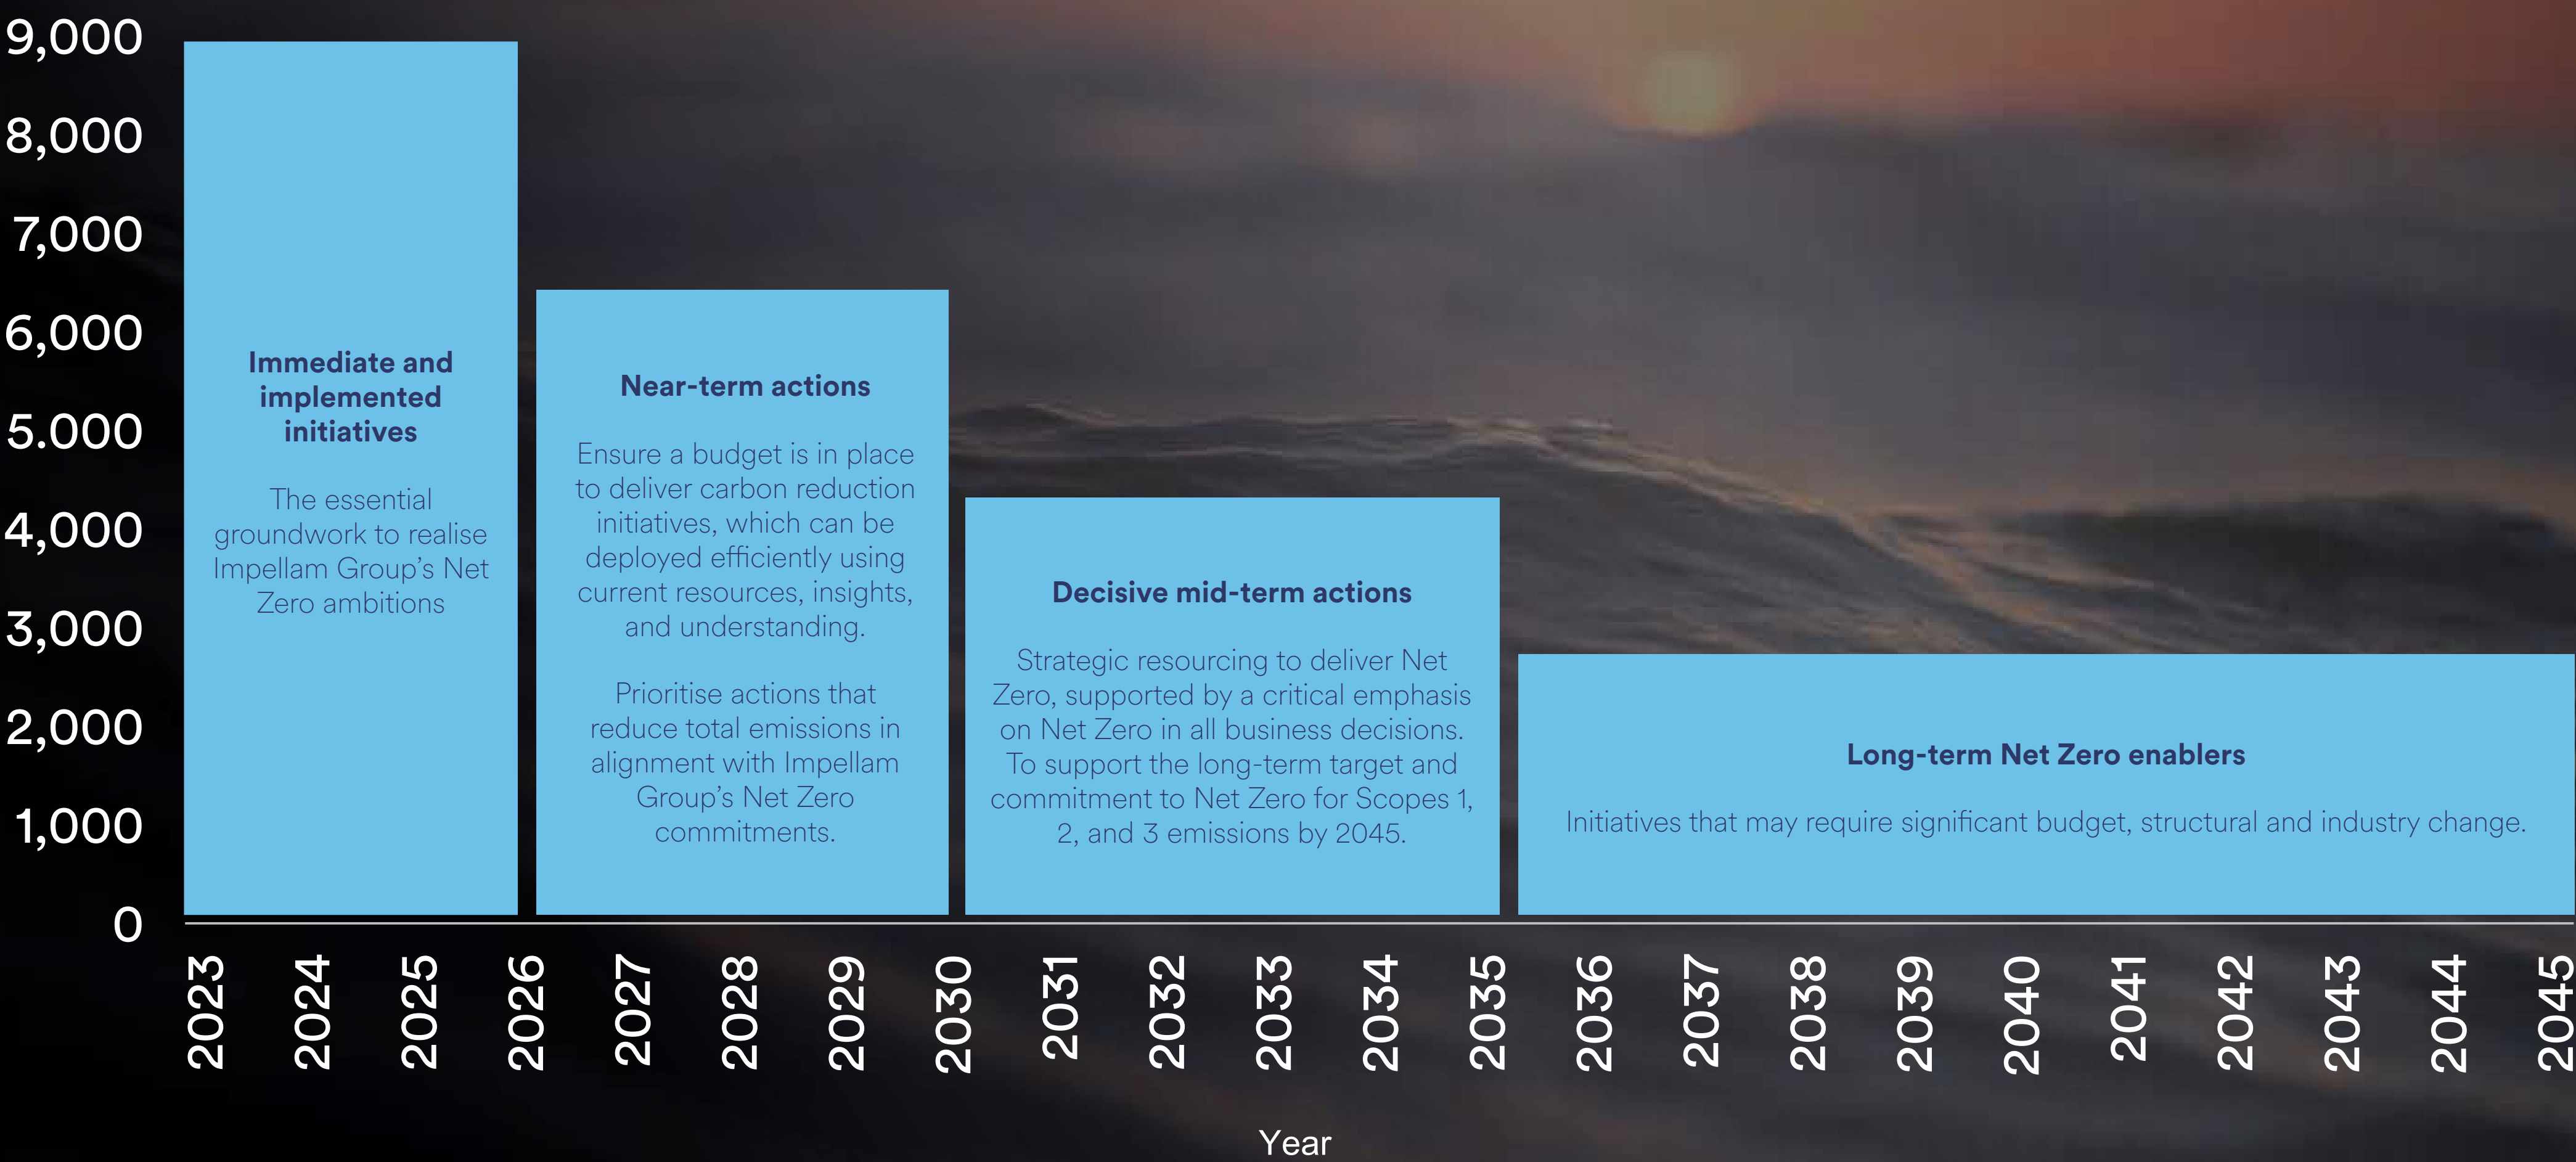 9,000
8,000
7,000
6,000
5.000
4,000
3,000
2,000
1,000
0
Immediate and
implemented
initiatives
The essential
groundwork to realise
Impellam Group's Net
Zero ambitions
Near-term actions
Ensure a budget is in place
to deliver carbon reduction
initiatives, which can be
deployed efficiently using
current resources, insights,
and understanding.
Prioritise actions that
reduce total emissions in
alignment with Impellam
Group's Net Zero
commitments.
Decisive mid-term actions
Strategic resourcing to deliver Net
Zero, supported by a critical emphasis
on Net Zero in all business decisions.
To support the long-term target and
commitment to Net Zero for Scopes 1,
2, and 3 emissions by 2045.
Long-term Net Zero enablers
Initiatives that may require significant budget, structural and industry change.
2023
2024
2025
2026
2027
2028
2029
2030
2031
2032
2033
2034
2035
2036
2037
2038
2039
2040
2041
2042
2043
2044
2045
Year